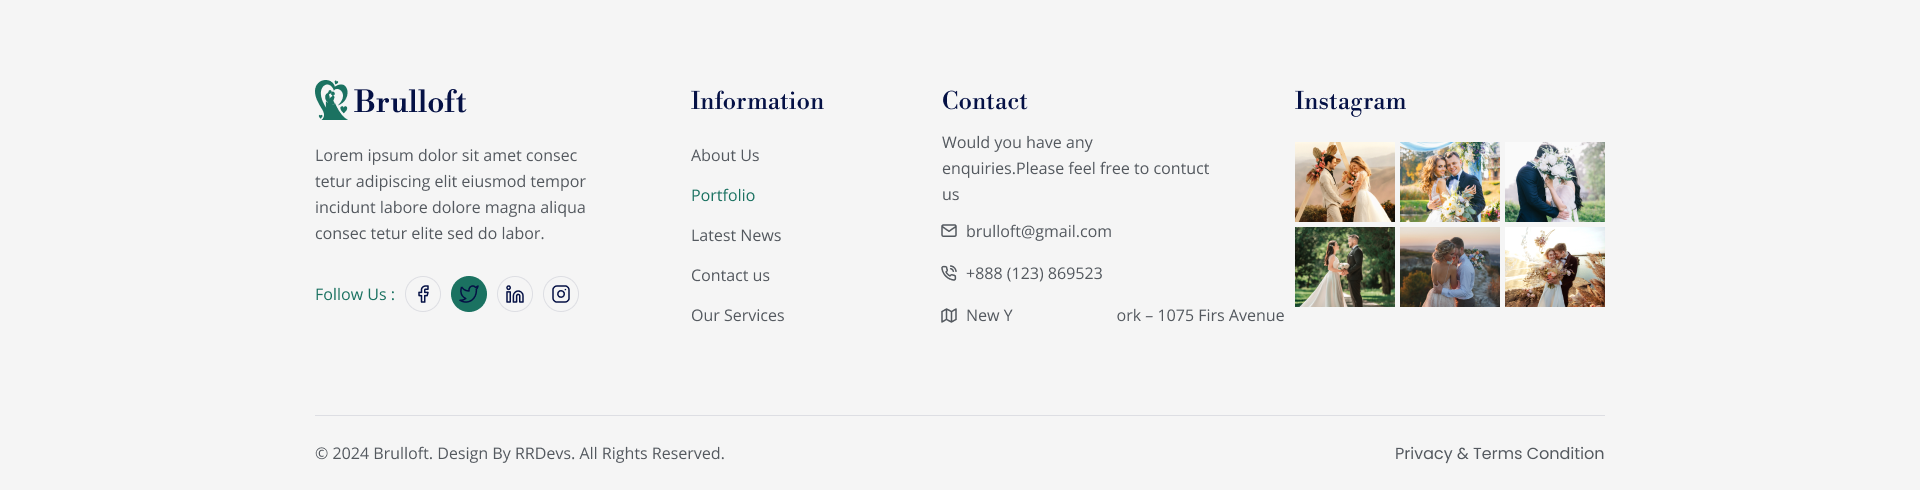 Brulloft
Lorem ipsum dolor sit amet consec
tetur adipiscing elit eiusmod tempor
incidunt labore dolore magna aliqua
consec tetur elite sed do labor.
Follow Us :
Information
About Us
Portfolio
Latest News
Contact us
Our Services
Contact
Would you have any
enquiries.Please feel free to contuct
us
brulloft@gmail.com
+888 (123) 869523
New Y ork – 1075 Firs Avenue
Instagram
© 2024 Brulloft. Design By RRDevs. All Rights Reserved.
Privacy & Terms Condition